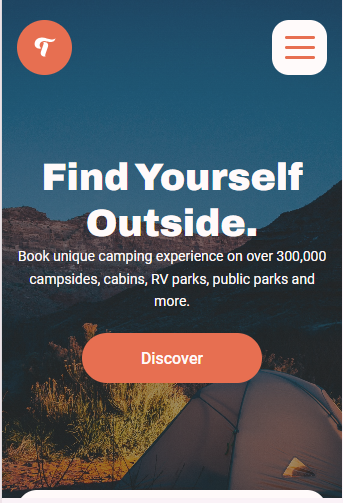 T
Find Yourself
Outside.
Book unique camping experience on over 300,000
campsides, cabins, RV parks, public parks and
more.
Discover